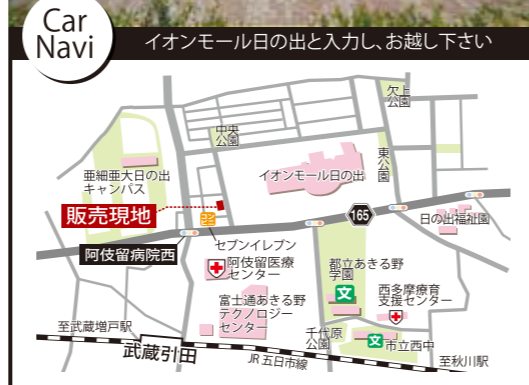 Car
Navi
イオンモール日の出と入力し、お越し下さい
欠上
公園
中央
公園
東公園
亜細亜大日の出
キャンパス
イオンモール日の出
販売現地
コンビニ
165
日の出福祉園
阿伎留病院西
セブンイレブン
阿伎留医療
センター
都立あきる野
学園
文
西多摩療育
支援センター
富士通あきる野
テクノロジー
センター
千代原
公園
文
市立西中
至武蔵増戸駅
武蔵引田
JR五日市線
至秋川駅